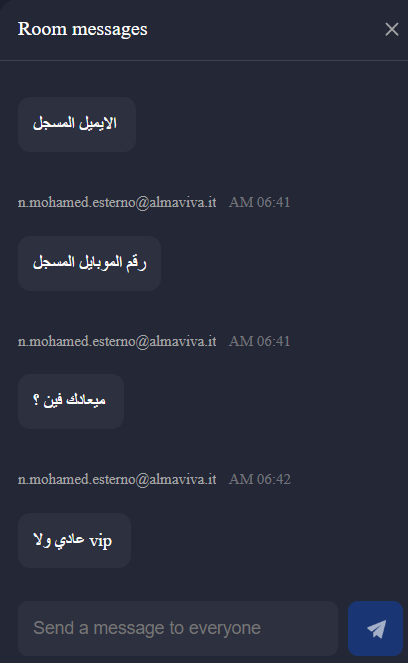 Room messages
الايميل المسجل
n.mohamed.esterno@almaviva.it AM 06:41
رقم الموبايل المسجل
n.mohamed.esterno@almaviva.it AM 06:41
ميعادك فين ؟
n.mohamed.esterno@almaviva.it AM 06:42
عادي ولا vip
Send a message to everyone